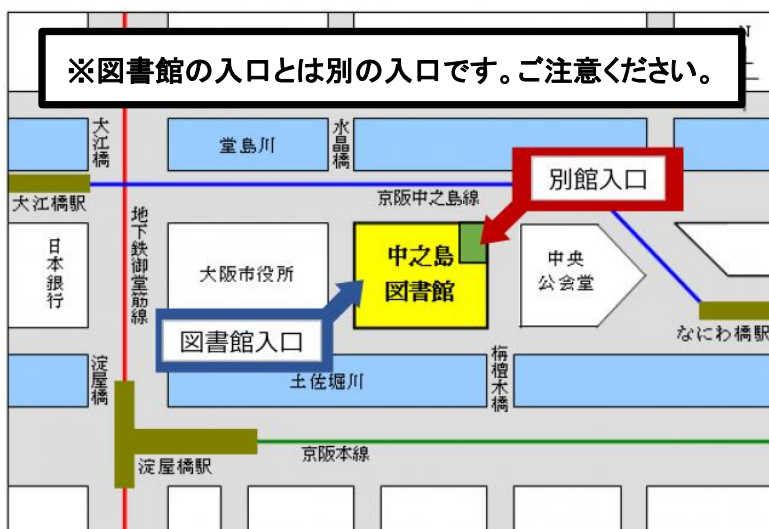 N
※図書館の入口とは別の入口です。ご注意ください。
大江橋
堂島川
水晶橋
別館入口
大江橋駅
京阪中之島線
地下鉄御堂筋線
日本銀行
大阪市役所
中之島
図書館
中央
公会堂
図書館入口
なにわ橋駅
淀屋橋
土佐堀川
栴檀木橋
京阪本線
淀屋橋駅